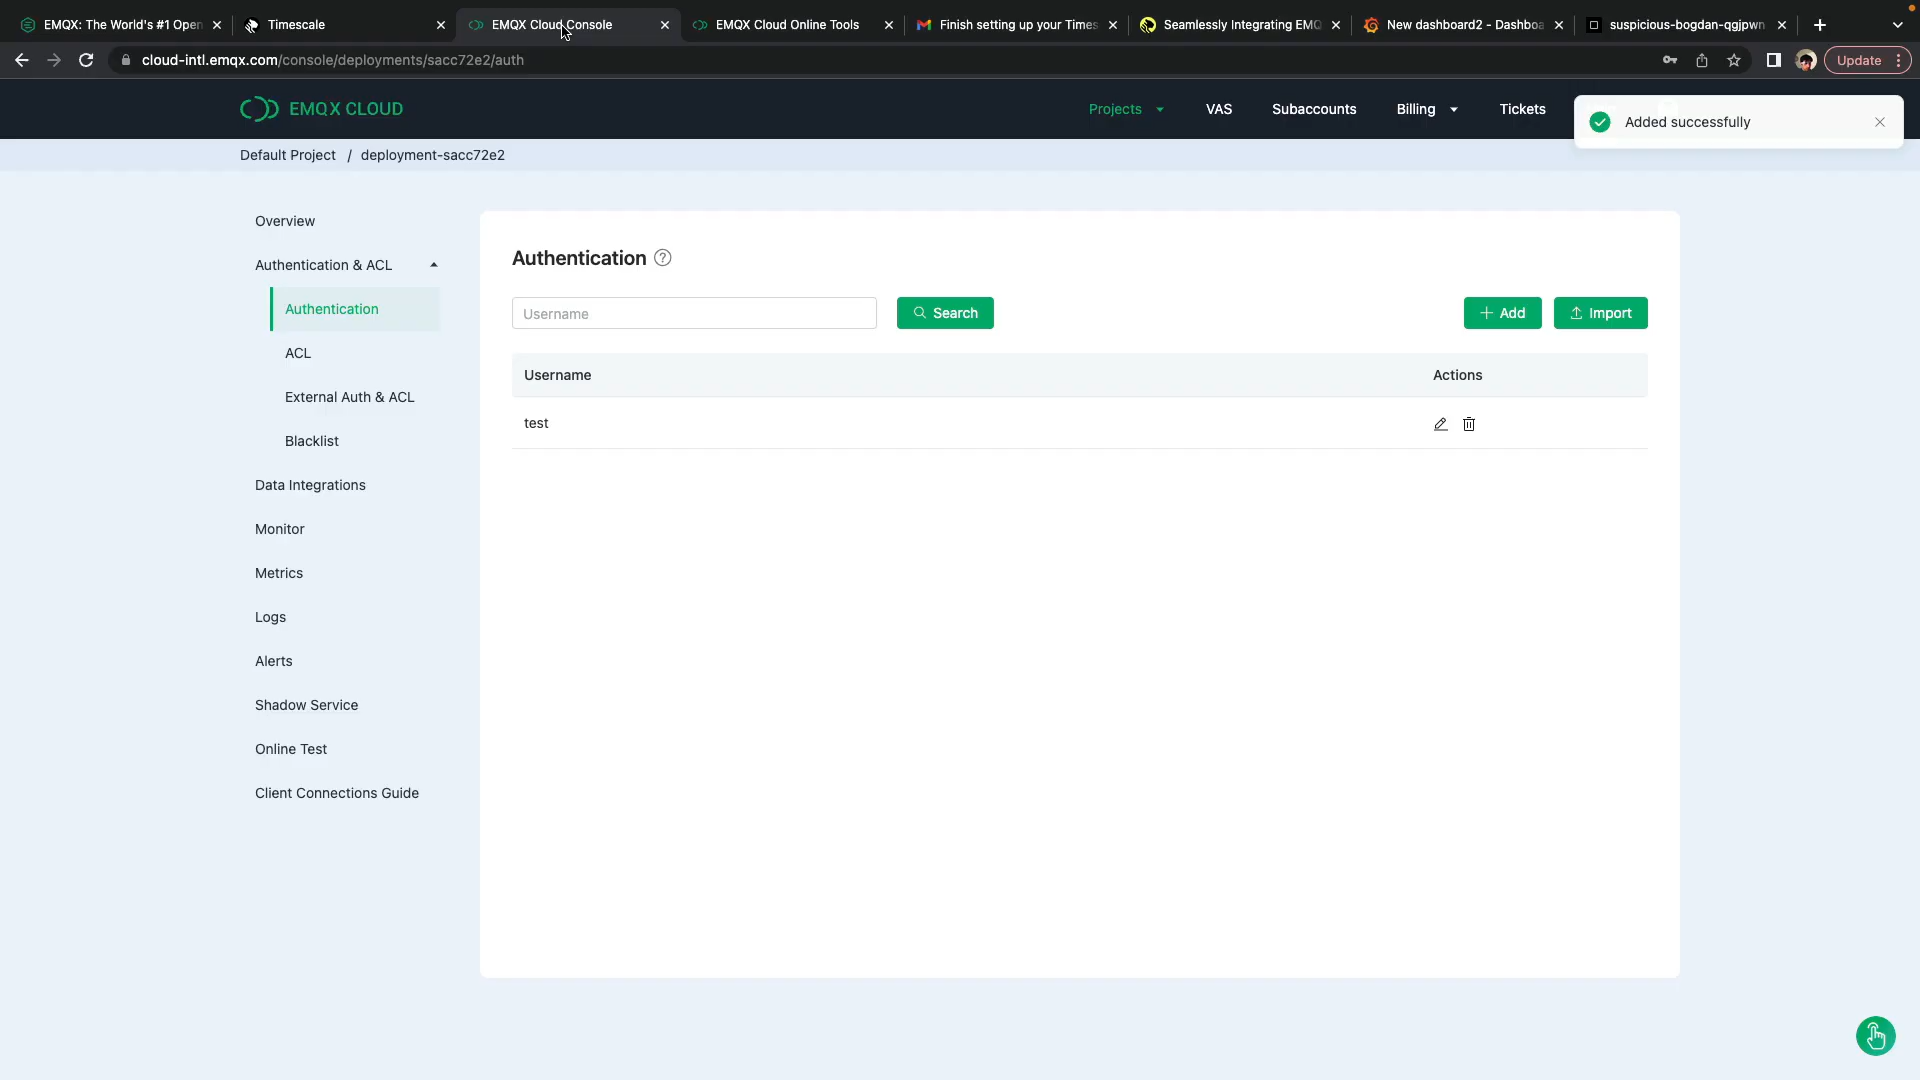 EMQX: The World's #1 Open
Timescale
EMQX Cloud Console
EMQX Cloud Online Tools
Finish setting up your Times
Seamlessly Integrating EMQ
New dashboard2 - Dashboa
suspicious-bogdan-qgjpwn
cloud-intl.emqx.com/console/deployments/sacc72e2/auth
Update
EMQX CLOUD
Projects
VAS
Subaccounts
Billing
Tickets
Added successfully
Default Project / deployment-sacc72e2
Overview
Authentication & ACL
Authentication
ACL
External Auth & ACL
Blacklist
Data Integrations
Monitor
Metrics
Logs
Alerts
Shadow Service
Online Test
Client Connections Guide
Authentication
Username
Search
Add
Import
Username
Actions
test